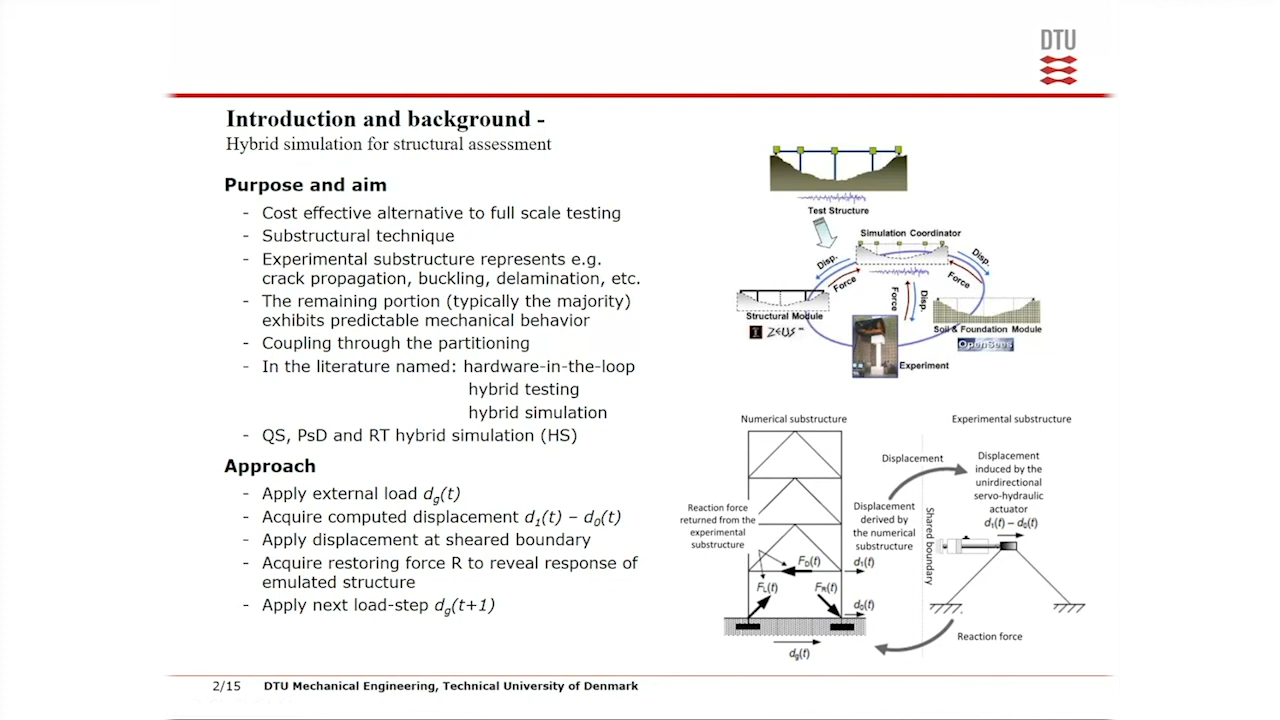 DTU
Introduction and background -
Hybrid simulation for structural assessment
Purpose and aim
- Cost effective alternative to full scale testing
- Substructural technique
- Experimental substructure represents e.g.
crack propagation, buckling, delamination, etc.
- The remaining portion (typically the majority)
exhibits predictable mechanical behavior
- Coupling through the partitioning
- In the literature named: hardware-in-the-loop
hybrid testing
hybrid simulation
- QS, PsD and RT hybrid simulation (HS)
Approach
- Apply external load dg(t)
- Acquire computed displacement d1(t) – d0(t)
- Apply displacement at sheared boundary
- Acquire restoring force R to reveal response of
emulated structure
- Apply next load-step dg(t+1)
Test Structure
Simulation Coordinator
Disp.
Force
Disp.
Force
Force
Disp.
Structural Module
ZEUS
Soil & Foundation Module
OpenSees
Experiment
Numerical substructure
Experimental substructure
Displacement
Displacement
induced by the
unidirectional
servo-hydraulic
actuator
d1(t) – d0(t)
Reaction force
returned from the
experimental
substructure
Displacement
derived by
the numerical
substructure
Shared boundary
FD(t)
d1(t)
FL(t)
FR(t)
d0(t)
dg(t)
Reaction force
2/15
DTU Mechanical Engineering, Technical University of Denmark